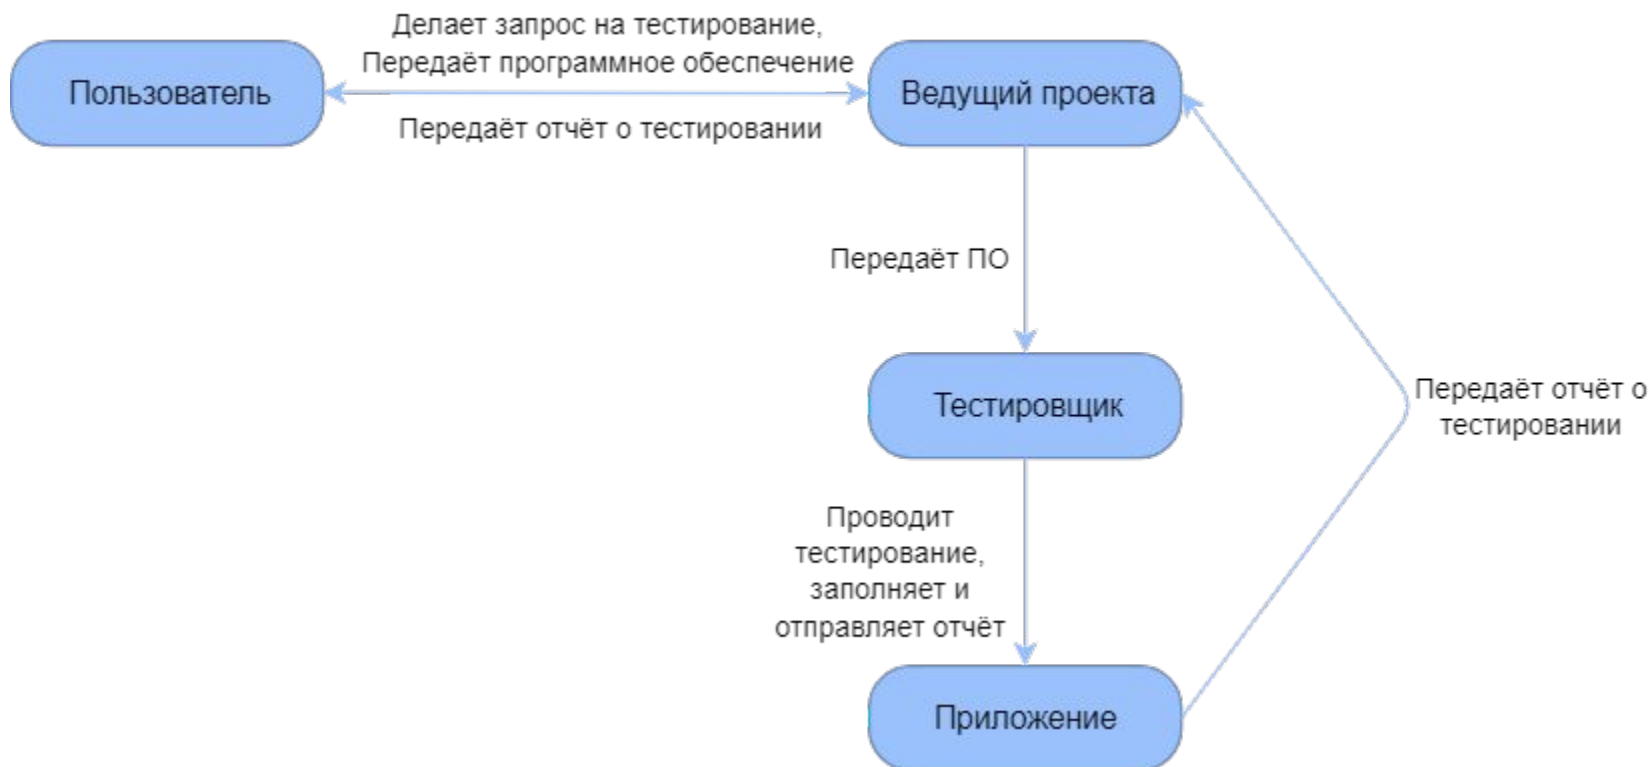 Делает запрос на тестирование,
Передаёт программное обеспечение
Пользователь
Ведущий проекта
Передаёт отчёт о тестировании
Передаёт ПО
Тестировщик
Передаёт отчёт о
тестировании
Проводит
тестирование,
заполняет и
отправляет отчёт
Приложение